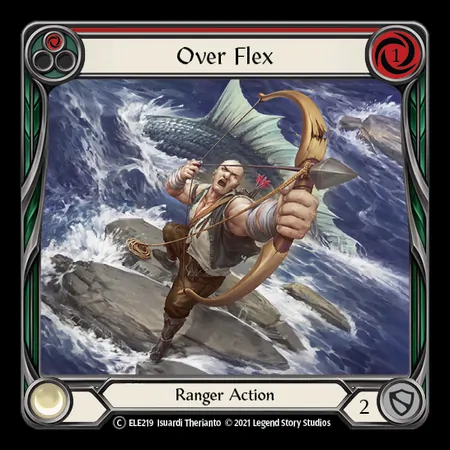 Over Flex
1
Ranger Action
2
C ELE219 Isuardi Therianto © 2021 Legend Story Studios